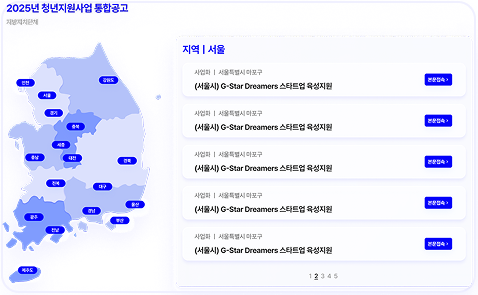 2025년 청년지원사업 통합공고
지방자치단체
인천
서울
경기
강원도
충북
세종
충남
대전
경북
전북
대구
울산
광주
경남
부산
전남
제주도
지역 | 서울
사업화 | 서울특별시 마포구
(서울시) G-Star Dreamers 스타트업 육성지원
본문접속 >
사업화 | 서울특별시 마포구
(서울시) G-Star Dreamers 스타트업 육성지원
본문접속 >
사업화 | 서울특별시 마포구
(서울시) G-Star Dreamers 스타트업 육성지원
본문접속 >
사업화 | 서울특별시 마포구
(서울시) G-Star Dreamers 스타트업 육성지원
본문접속 >
사업화 | 서울특별시 마포구
(서울시) G-Star Dreamers 스타트업 육성지원
본문접속 >
1 2 3 4 5